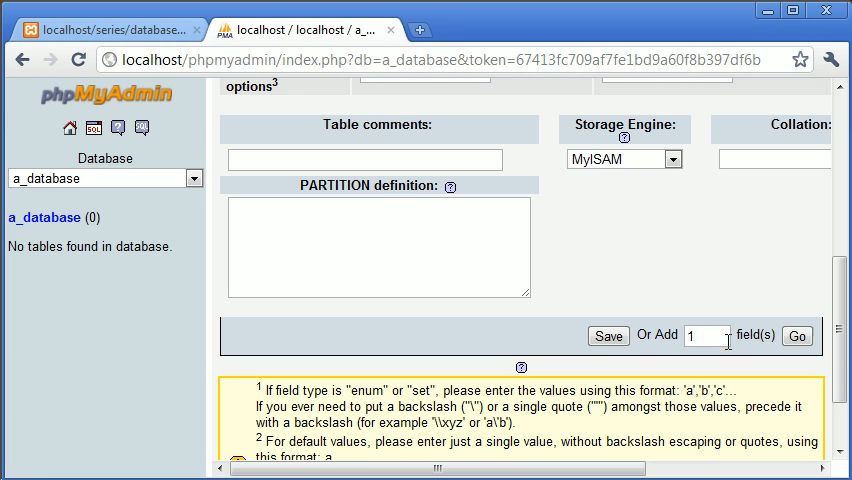 localhost/series/database...
localhost / localhost / a_...
localhost/phpmyadmin/index.php?db=a_database&token=67413fc709af7fe1bd9a60f8b397df6b
phpMyAdmin
SQL
Database
a_database
a_database (0)
No tables found in database.
options3
Table comments:
Storage Engine:
Collation:
MyISAM
PARTITION definition:
Save Or Add 1 field(s) Go
1 If field type is "enum" or "set", please enter the values using this format: 'a','b','c'...
If you ever need to put a backslash ("\") or a single quote ("'") amongst those values, precede it
with a backslash (for example '\\xyz' or 'a\'b').
2 For default values, please enter just a single value, without backslash escaping or quotes, using
this format: a